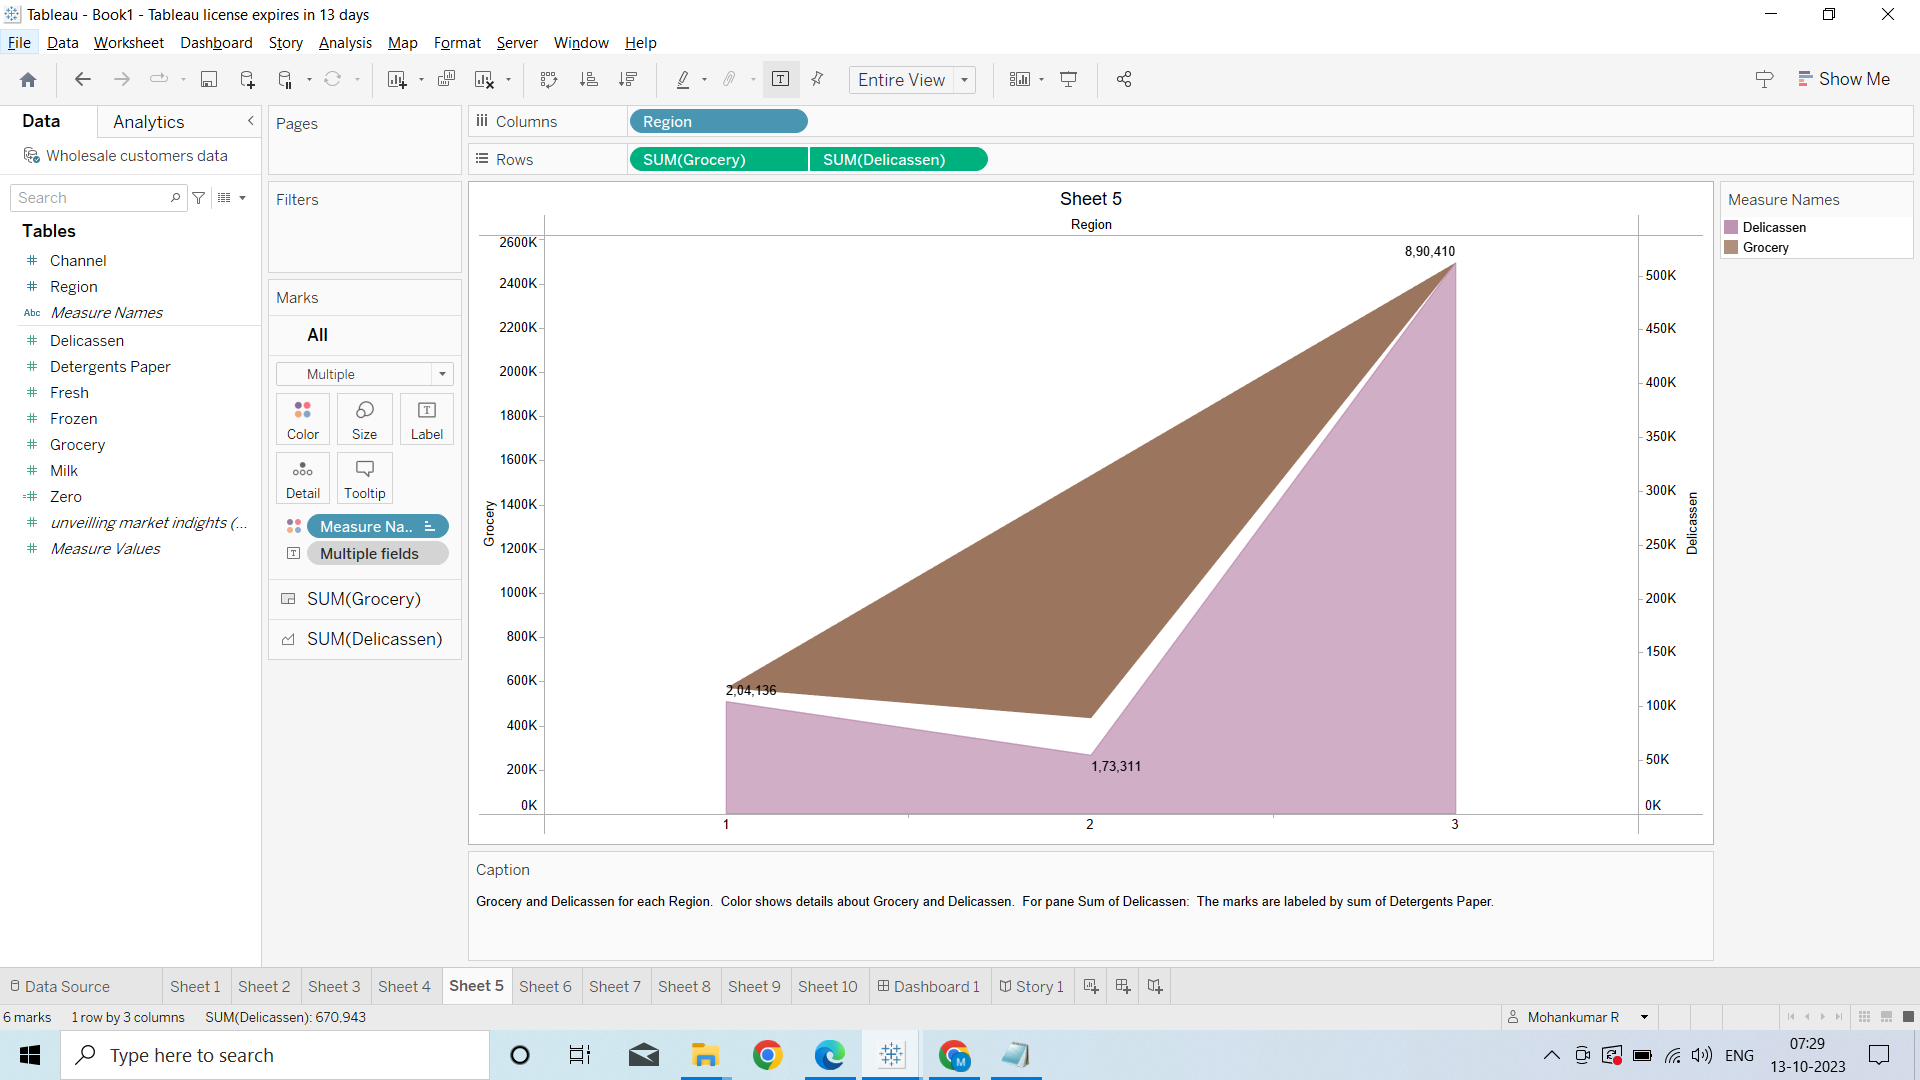 Tableau - Book1 - Tableau license expires in 13 days
File Data Worksheet Dashboard Story Analysis Map Format Server Window Help
Entire View
Show Me
Data Analytics
Wholesale customers data
Search
Tables
Channel
Region
Abc Measure Names
Delicassen
Detergents Paper
Fresh
Frozen
Grocery
Milk
Zero
unveilling market indights (...
Measure Values
Pages
Filters
Marks
All
Multiple
Color Size Label
Detail Tooltip
Measure Na..
Multiple fields
SUM(Grocery)
SUM(Delicassen)
Columns Region
Rows SUM(Grocery) SUM(Delicassen)
Sheet 5
Region
2600K
2400K
2200K
2000K
1800K
1600K
1400K
1200K
1000K
800K
600K
400K
200K
0K
Grocery
8,90,410
2,04,136
1,73,311
1 2 3
500K
450K
400K
350K
300K
250K
200K
150K
100K
50K
0K
Delicassen
Measure Names
Delicassen
Grocery
Caption
Grocery and Delicassen for each Region. Color shows details about Grocery and Delicassen. For pane Sum of Delicassen: The marks are labeled by sum of Detergents Paper.
Data Source Sheet 1 Sheet 2 Sheet 3 Sheet 4 Sheet 5 Sheet 6 Sheet 7 Sheet 8 Sheet 9 Sheet 10 Dashboard 1 Story 1
6 marks 1 row by 3 columns SUM(Delicassen): 670,943
Mohankumar R
Type here to search
M
ENG
07:29
13-10-2023